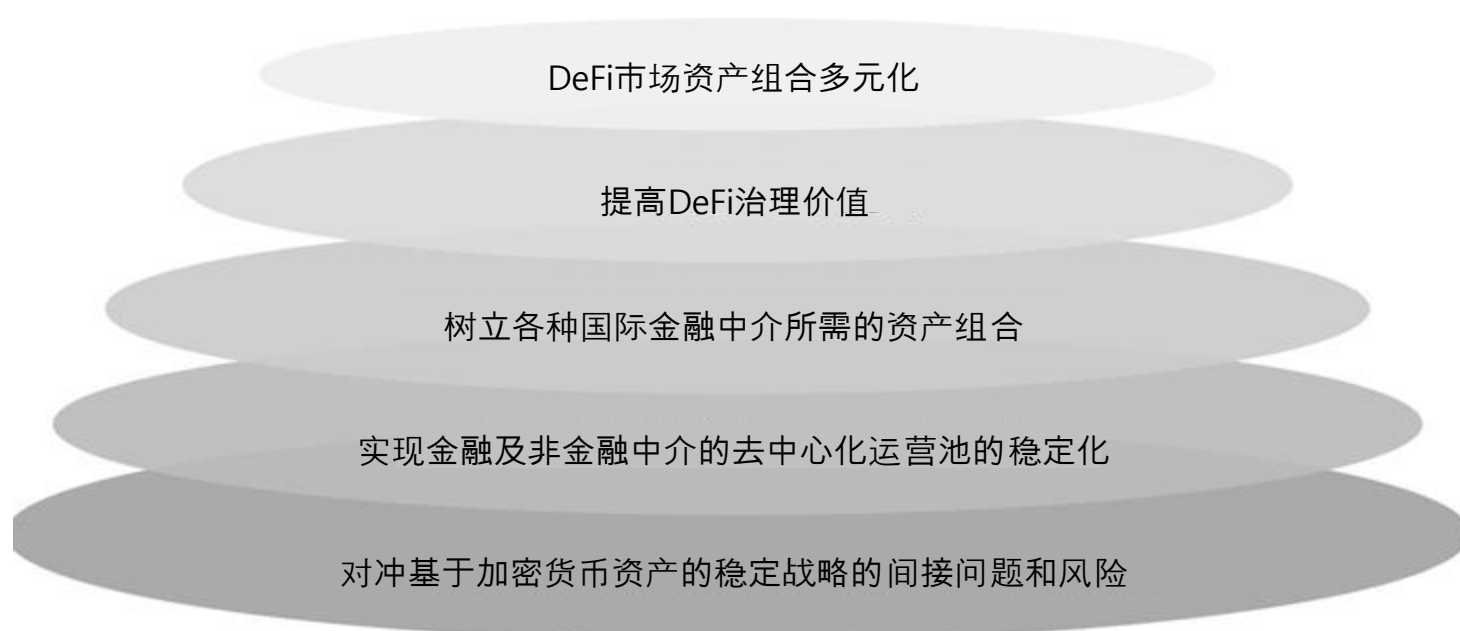 DeFi市场资产组合多元化
提高DeFi治理价值
树立各种国际金融中介所需的资产组合
实现金融及非金融中介的去中心化运营池的稳定化
对冲基于加密货币资产的稳定战略的间接问题和风险